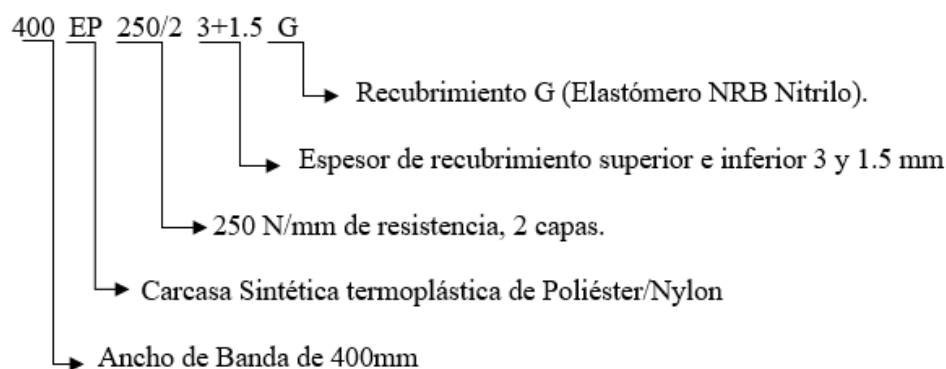 400 EP 250/2 3+1.5 G
Recubrimiento G (Elastómero NRB Nitrilo).
Espesor de recubrimiento superior e inferior 3 y 1.5 mm
250 N/mm de resistencia, 2 capas.
Carcasa Sintética termoplástica de Poliéster/Nylon
Ancho de Banda de 400mm